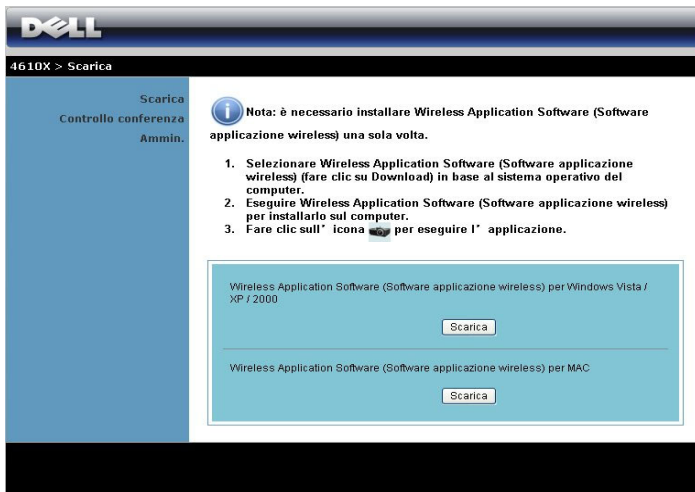 DELL
4610X > Scarica
Scarica
Controllo conferenza
Ammin.
Nota: è necessario installare Wireless Application Software (Software
applicazione wireless) una sola volta.
1. Selezionare Wireless Application Software (Software applicazione
wireless) (fare clic su Download) in base al sistema operativo del
computer.
2. Eseguire Wireless Application Software (Software applicazione wireless)
per installarlo sul computer.
3. Fare clic sull' icona per eseguire l' applicazione.
Wireless Application Software (Software applicazione wireless) per Windows Vista /
XP / 2000
Scarica
Wireless Application Software (Software applicazione wireless) per MAC
Scarica